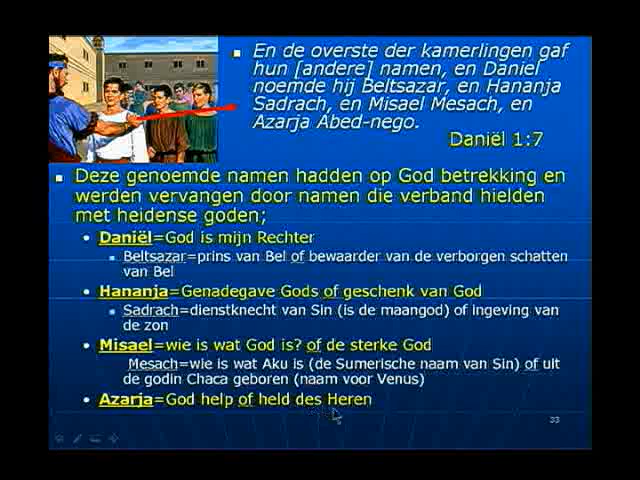 En de overste der kamerlingen gaf
hun [andere] namen, en Daniel
noemde hij Beltsazar, en Hananja
Sadrach, en Misael Mesach, en
Azarja Abed-nego.
Daniël 1:7
Deze genoemde namen hadden op God betrekking en
werden vervangen door namen die verband hielden
met heidense goden;
Daniël=God is mijn Rechter
Beltsazar=prins van Bel of bewaarder van de verborgen schatten
van Bel
Hananja=Genadegave Gods of geschenk van God
Sadrach=dienstknecht van Sin (is de maangod) of ingeving van
de zon
Misael=wie is wat God is? of de sterke God
Mesach=wie is wat Aku is (de Sumerische naam van Sin) of uit
de godin Chaca geboren (naam voor Venus)
Azarja=God help of held des Heren
33